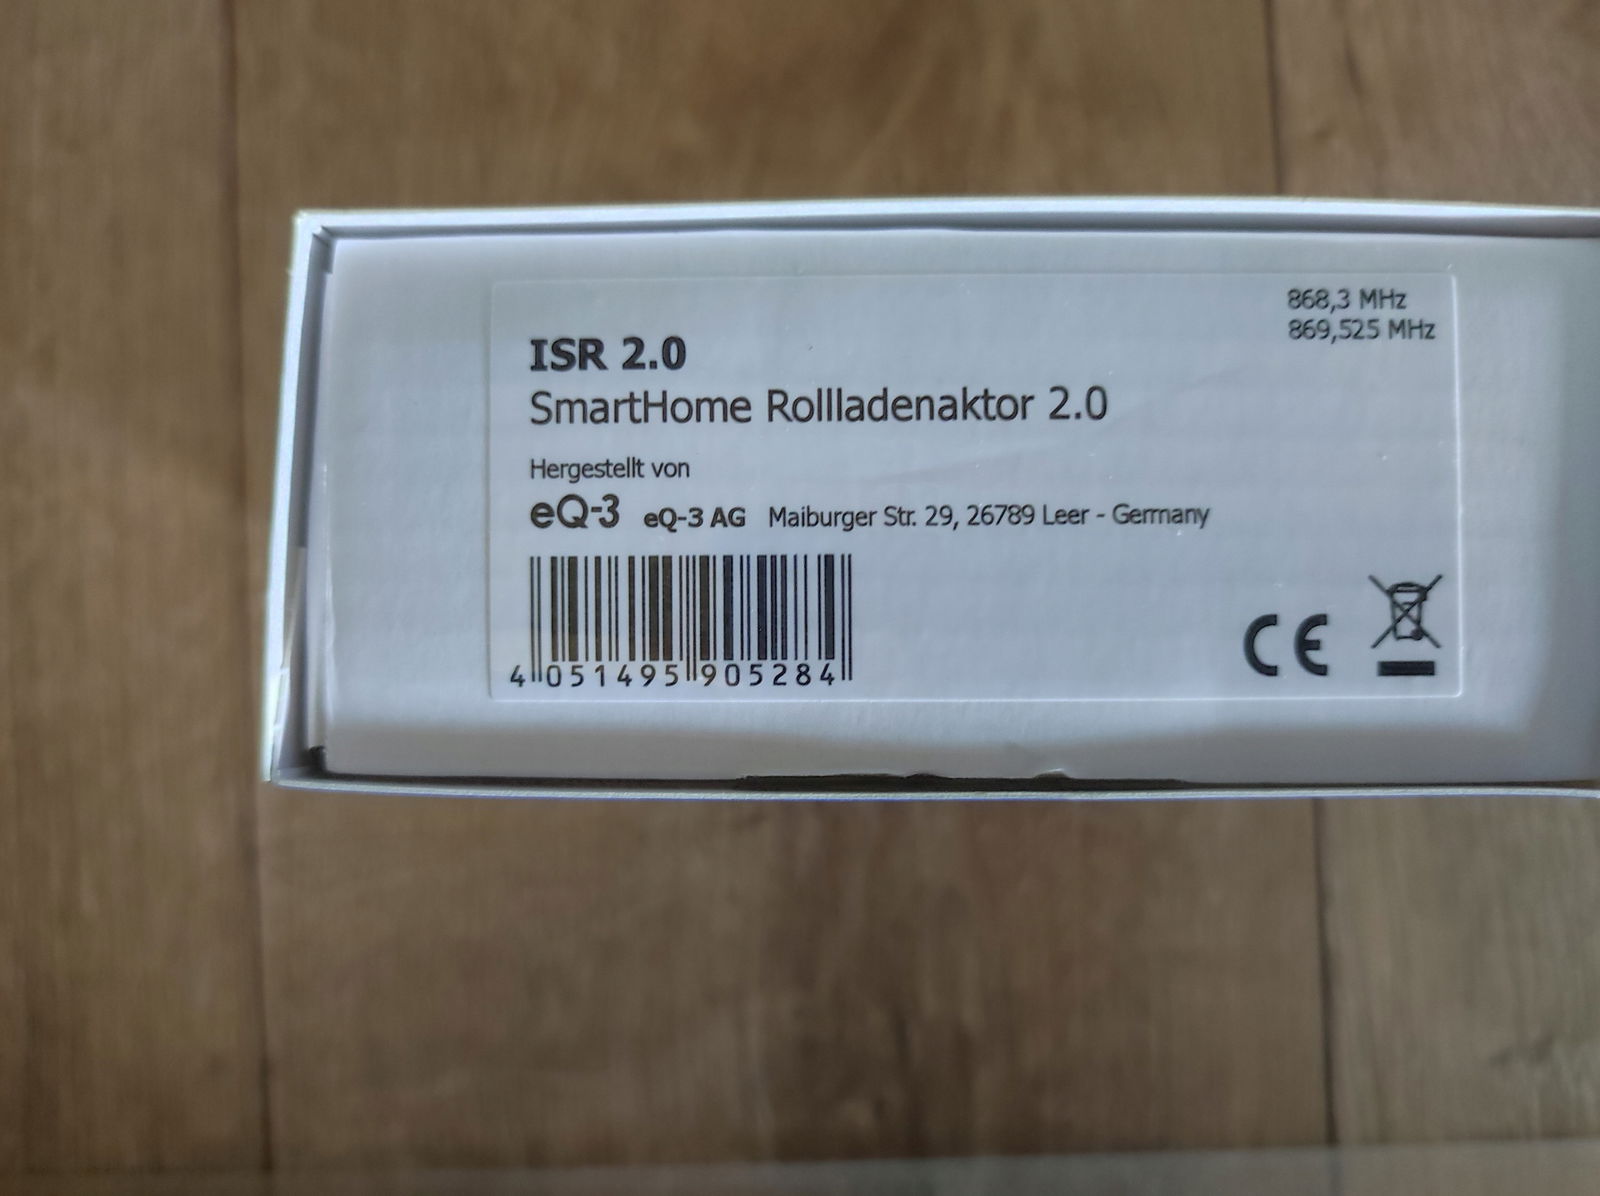 868,3 MHz
869,525 MHz
ISR 2.0
SmartHome Rollladenaktor 2.0
Hergestellt von
eQ-3 eQ-3 AG Maiburger Str. 29, 26789 Leer - Germany
4 051495 905284
CE